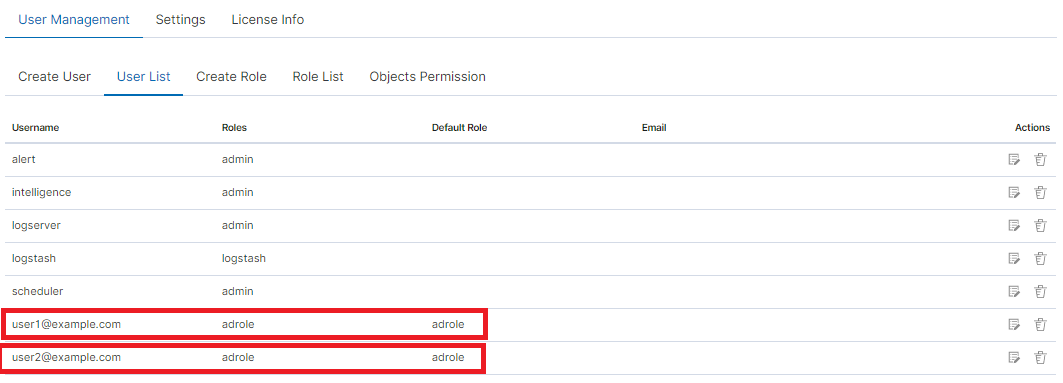 User Management Settings License Info
Create User User List Create Role Role List Objects Permission
Username Roles Default Role Email Actions
alert admin
intelligence admin
logserver admin
logstash logstash
scheduler admin
user1@example.com adrole adrole
user2@example.com adrole adrole